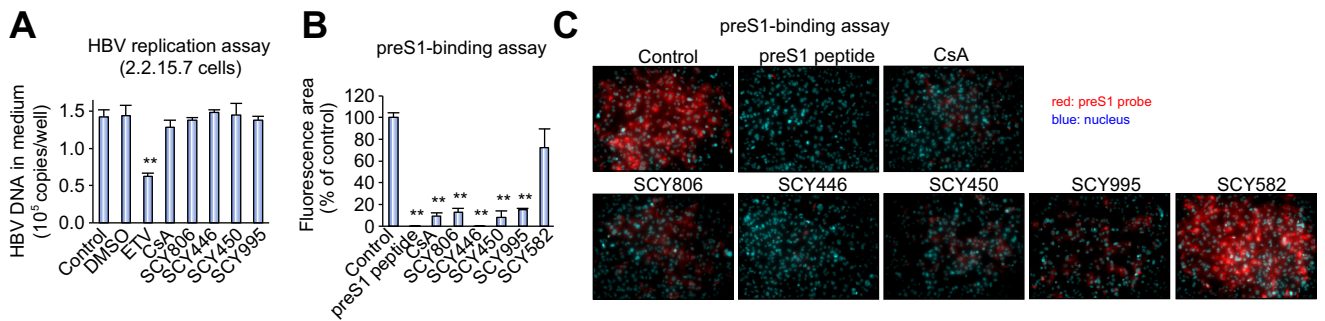 A
HBV replication assay
(2.2.15.7 cells)
HBV DNA in medium
(10⁵ copies/well)
1.5
1.0
0.5
0.0
**
Control
DMSO
ETV
CsA
SCY806
SCY446
SCY450
SCY995
B
preS1-binding assay
Fluorescence area
(% of control)
120
100
80
60
40
20
0
** ** ** ** ** **
Control
preS1 peptide
CsA
SCY806
SCY446
SCY450
SCY995
SCY582
C
preS1-binding assay
Control preS1 peptide CsA
red: preS1 probe
blue: nucleus
SCY806 SCY446 SCY450 SCY995 SCY582